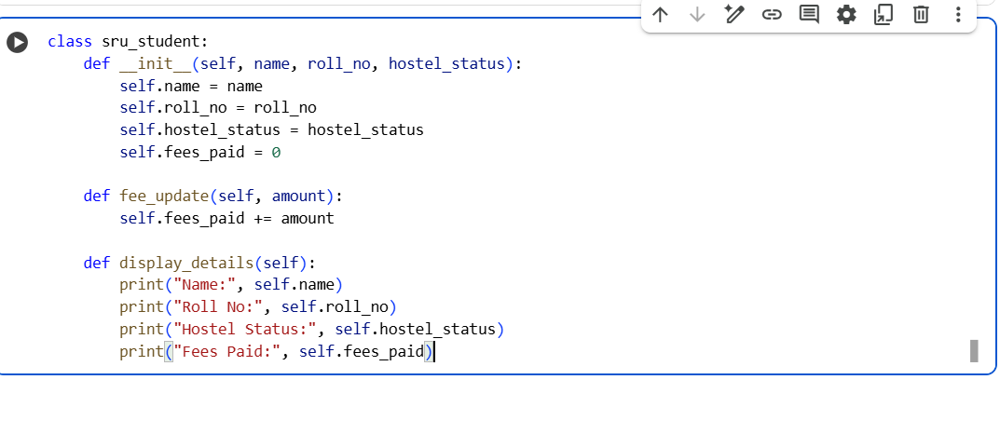 class sru_student:
    def __init__(self, name, roll_no, hostel_status):
        self.name = name
        self.roll_no = roll_no
        self.hostel_status = hostel_status
        self.fees_paid = 0

    def fee_update(self, amount):
        self.fees_paid += amount

    def display_details(self):
        print("Name:", self.name)
        print("Roll No:", self.roll_no)
        print("Hostel Status:", self.hostel_status)
        print("Fees Paid:", self.fees_paid)